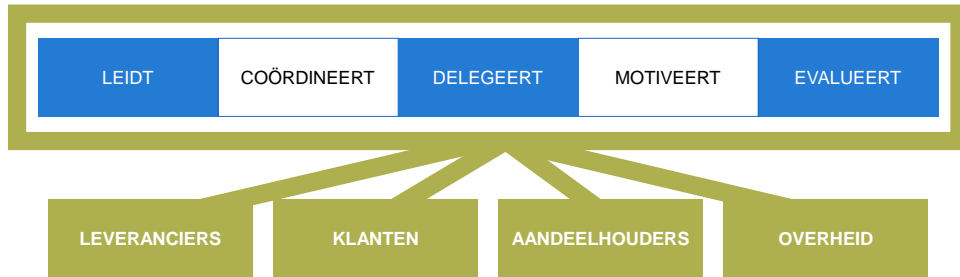 LEIDT
COÖRDINEERT
DELEGEERT
MOTIVEERT
EVALUEERT
LEVERANCIERS
KLANTEN
AANDEELHOUDERS
OVERHEID